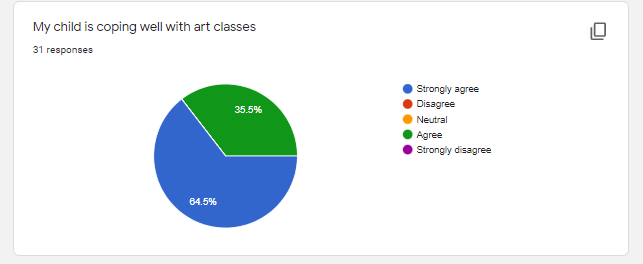 My child is coping well with art classes
31 responses
35.5%
64.5%
Strongly agree
Disagree
Neutral
Agree
Strongly disagree